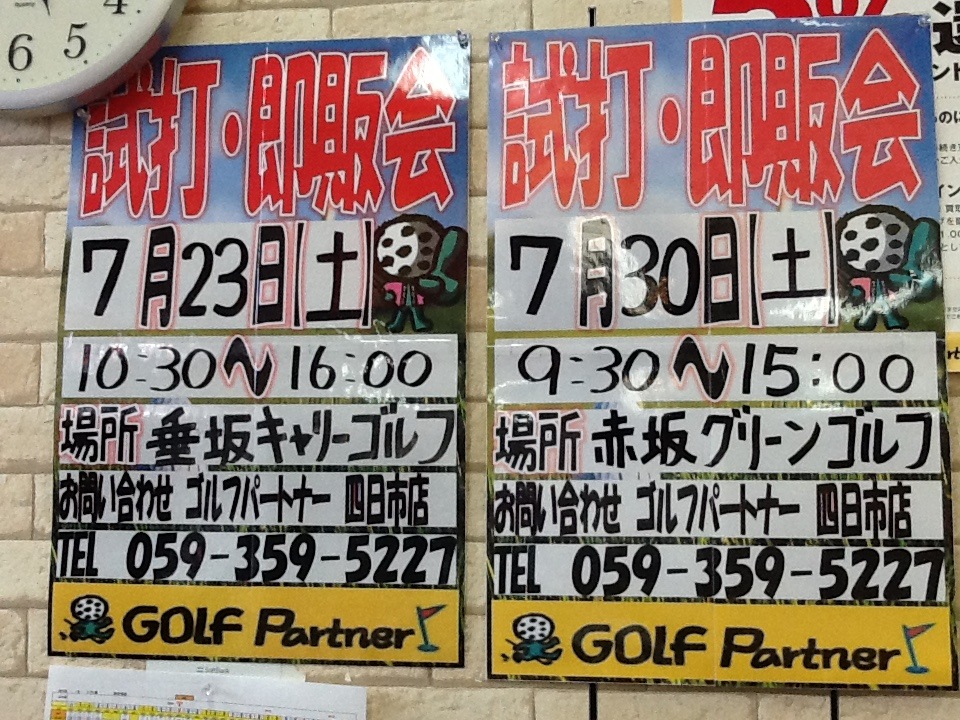 4
5
6
試打・即販会
7月23日(土)
10:30〜16:00
場所 垂坂キャリーゴルフ
お問い合わせ ゴルフパートナー 四日市店
TEL 059-359-5227
GOLF Partner
試打・即販会
7月30日(土)
9:30〜15:00
場所 赤坂グリーンゴルフ
お問い合わせ ゴルフパートナー 四日市店
TEL 059-359-5227
GOLF Partner